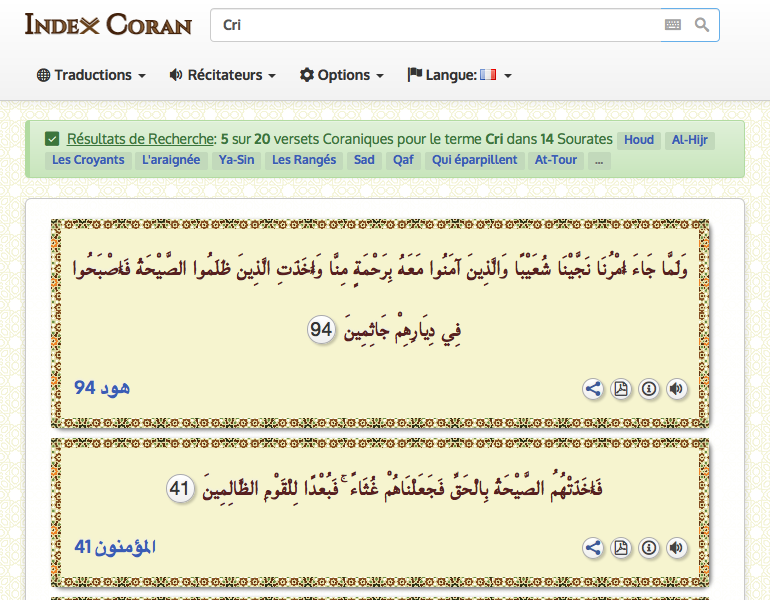 INDEX CORAN
Cri
Traductions Récitateurs Options Langue:
Résultats de Recherche: 5 sur 20 versets Coraniques pour le terme Cri dans 14 Sourates Houd Al-Hijr
Les Croyants L'araignée Ya-Sin Les Rangés Sad Qaf Qui éparpillent At-Tour ...
وَلَمَّا جَاءَ أَمْرُنَا نَجَّيْنَا شُعَيْبًا وَالَّذِينَ آمَنُوا مَعَهُ بِرَحْمَةٍ مِنَّا وَأَخَذَتِ الَّذِينَ ظَلَمُوا الصَّيْحَةُ فَأَصْبَحُوا
فِي دِيَارِهِمْ جَاثِمِينَ 94
هود 94
فَأَخَذَتْهُمُ الصَّيْحَةُ بِالْحَقِّ فَجَعَلْنَاهُمْ غُثَاءً ۚ فَبُعْدًا لِلْقَوْمِ الظَّالِمِينَ 41
المؤمنون 41